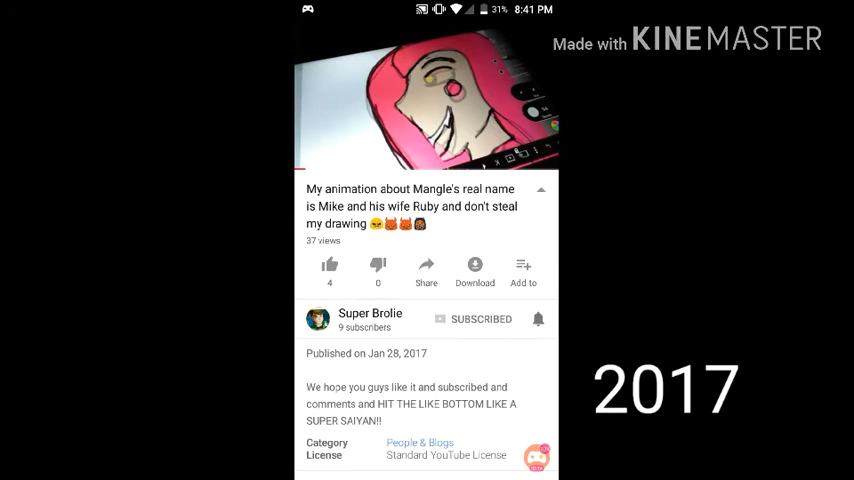 31% 8:41 PM
Made with KINEMASTER
My animation about Mangle's real name
is Mike and his wife Ruby and don't steal
my drawing 😠👹👹👺
37 views
4
0
Share
Download
Add to
Super Brolie
9 subscribers
SUBSCRIBED
Published on Jan 28, 2017
2017
We hope you guys like it and subscribed and
comments and HIT THE LIKE BOTTOM LIKE A
SUPER SAIYAN!!
Category People & Blogs
License Standard YouTube License